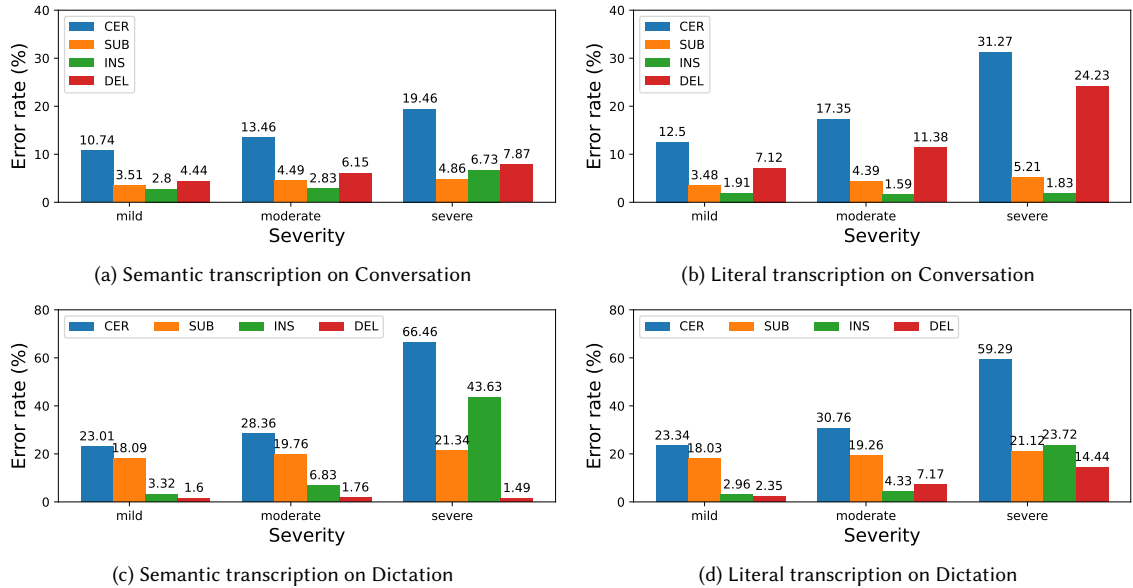 40
30
20
10
0
Error rate (%)
CER
SUB
INS
DEL
10.74
3.51
2.8
4.44
13.46
4.49
2.83
6.15
19.46
4.86
6.73
7.87
mild
moderate
severe
Severity
(a) Semantic transcription on Conversation
40
30
20
10
0
Error rate (%)
CER
SUB
INS
DEL
12.5
3.48
1.91
7.12
17.35
4.39
1.59
11.38
31.27
5.21
1.83
24.23
mild
moderate
severe
Severity
(b) Literal transcription on Conversation
80
60
40
20
0
Error rate (%)
CER SUB INS DEL
23.01
18.09
3.32
1.6
28.36
19.76
6.83
1.76
66.46
21.34
43.63
1.49
mild
moderate
severe
Severity
(c) Semantic transcription on Dictation
80
60
40
20
0
Error rate (%)
CER SUB INS DEL
23.34
18.03
2.96
2.35
30.76
19.26
4.33
7.17
59.29
21.12
23.72
14.44
mild
moderate
severe
Severity
(d) Literal transcription on Dictation